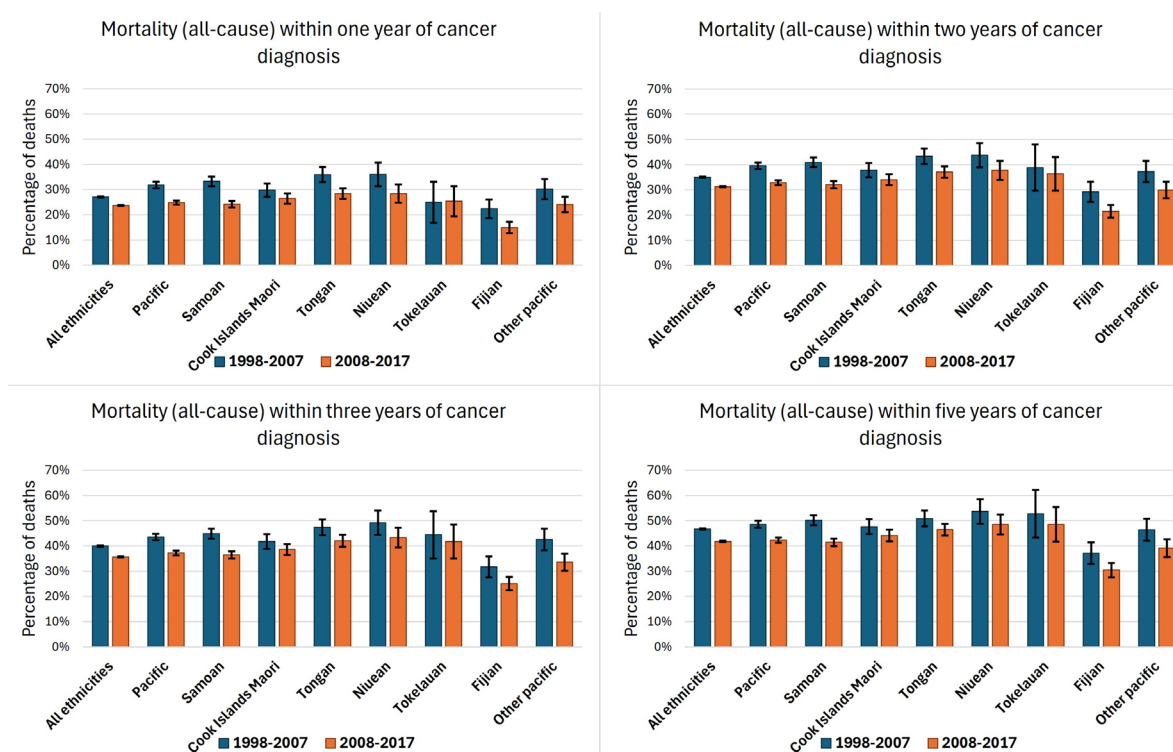 Mortality (all-cause) within one year of cancer
diagnosis
Percentage of deaths
70%
60%
50%
40%
30%
20%
10%
0%
All ethnicities
Pacific
Samoan
Cook Islands Maori
Tongan
Niuean
Tokelauan
Fijian
Other pacific
1998-2007 2008-2017
Mortality (all-cause) within two years of cancer
diagnosis
Percentage of deaths
70%
60%
50%
40%
30%
20%
10%
0%
All ethnicities
Pacific
Samoan
Cook Islands Maori
Tongan
Niuean
Tokelauan
Fijian
Other pacific
1998-2007 2008-2017
Mortality (all-cause) within three years of cancer
diagnosis
Percentage of deaths
70%
60%
50%
40%
30%
20%
10%
0%
All ethnicities
Pacific
Samoan
Cook Islands Maori
Tongan
Niuean
Tokelauan
Fijian
Other pacific
1998-2007 2008-2017
Mortality (all-cause) within five years of cancer
diagnosis
Percentage of deaths
70%
60%
50%
40%
30%
20%
10%
0%
All ethnicities
Pacific
Samoan
Cook Islands Maori
Tongan
Niuean
Tokelauan
Fijian
Other pacific
1998-2007 2008-2017